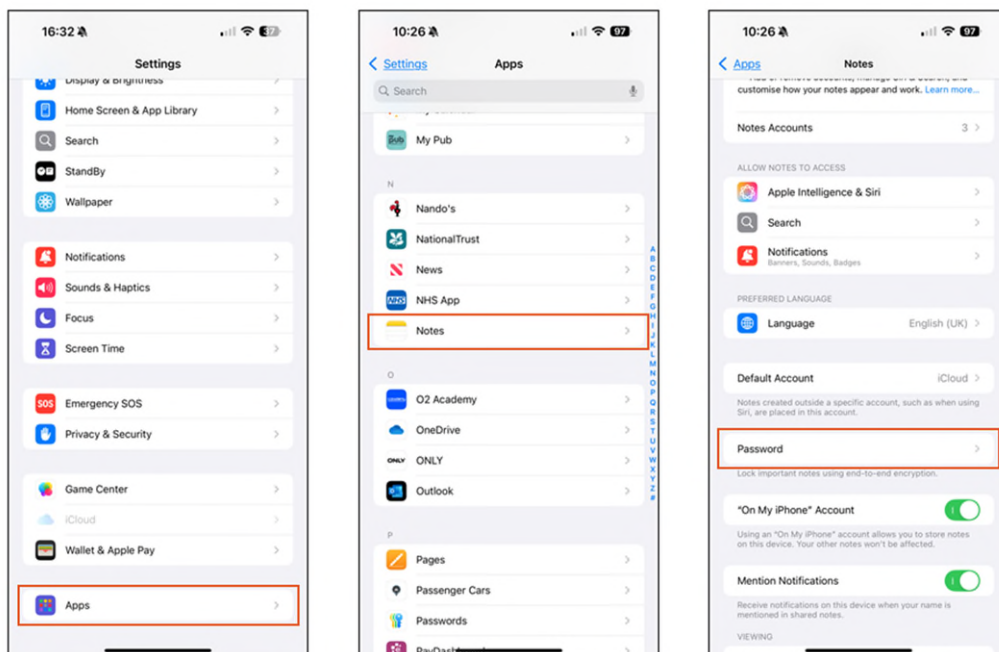 16:32
37
Settings
Display & Brightness
Home Screen & App Library
Search
StandBy
Wallpaper
Notifications
Sounds & Haptics
Focus
Screen Time
SOS
Emergency SOS
Privacy & Security
Game Center
iCloud
Wallet & Apple Pay
Apps
10:26
97
Settings
Apps
Search
My Pub
N
Nando's
NationalTrust
News
NHS
NHS App
Notes
O
O2 Academy
OneDrive
ONLY
ONLY
Outlook
P
Pages
Passenger Cars
Passwords
A
B
C
D
E
F
G
H
I
J
K
L
M
N
O
P
Q
R
S
T
U
V
W
X
Y
Z
#
10:26
97
Apps
Notes
customise how your notes appear and work. Learn more...
Notes Accounts
3
ALLOW NOTES TO ACCESS
Apple Intelligence & Siri
Search
Notifications
Banners, Sounds, Badges
PREFERRED LANGUAGE
Language
English (UK)
Default Account
iCloud
Notes created outside a specific account, such as when using
Siri, are placed in this account.
Password
Lock important notes using end-to-end encryption.
"On My iPhone" Account
Using an "On My iPhone" account allows you to store notes
on this device. Your other notes won't be affected.
Mention Notifications
Receive notifications on this device when your name is
mentioned in shared notes.
VIEWING